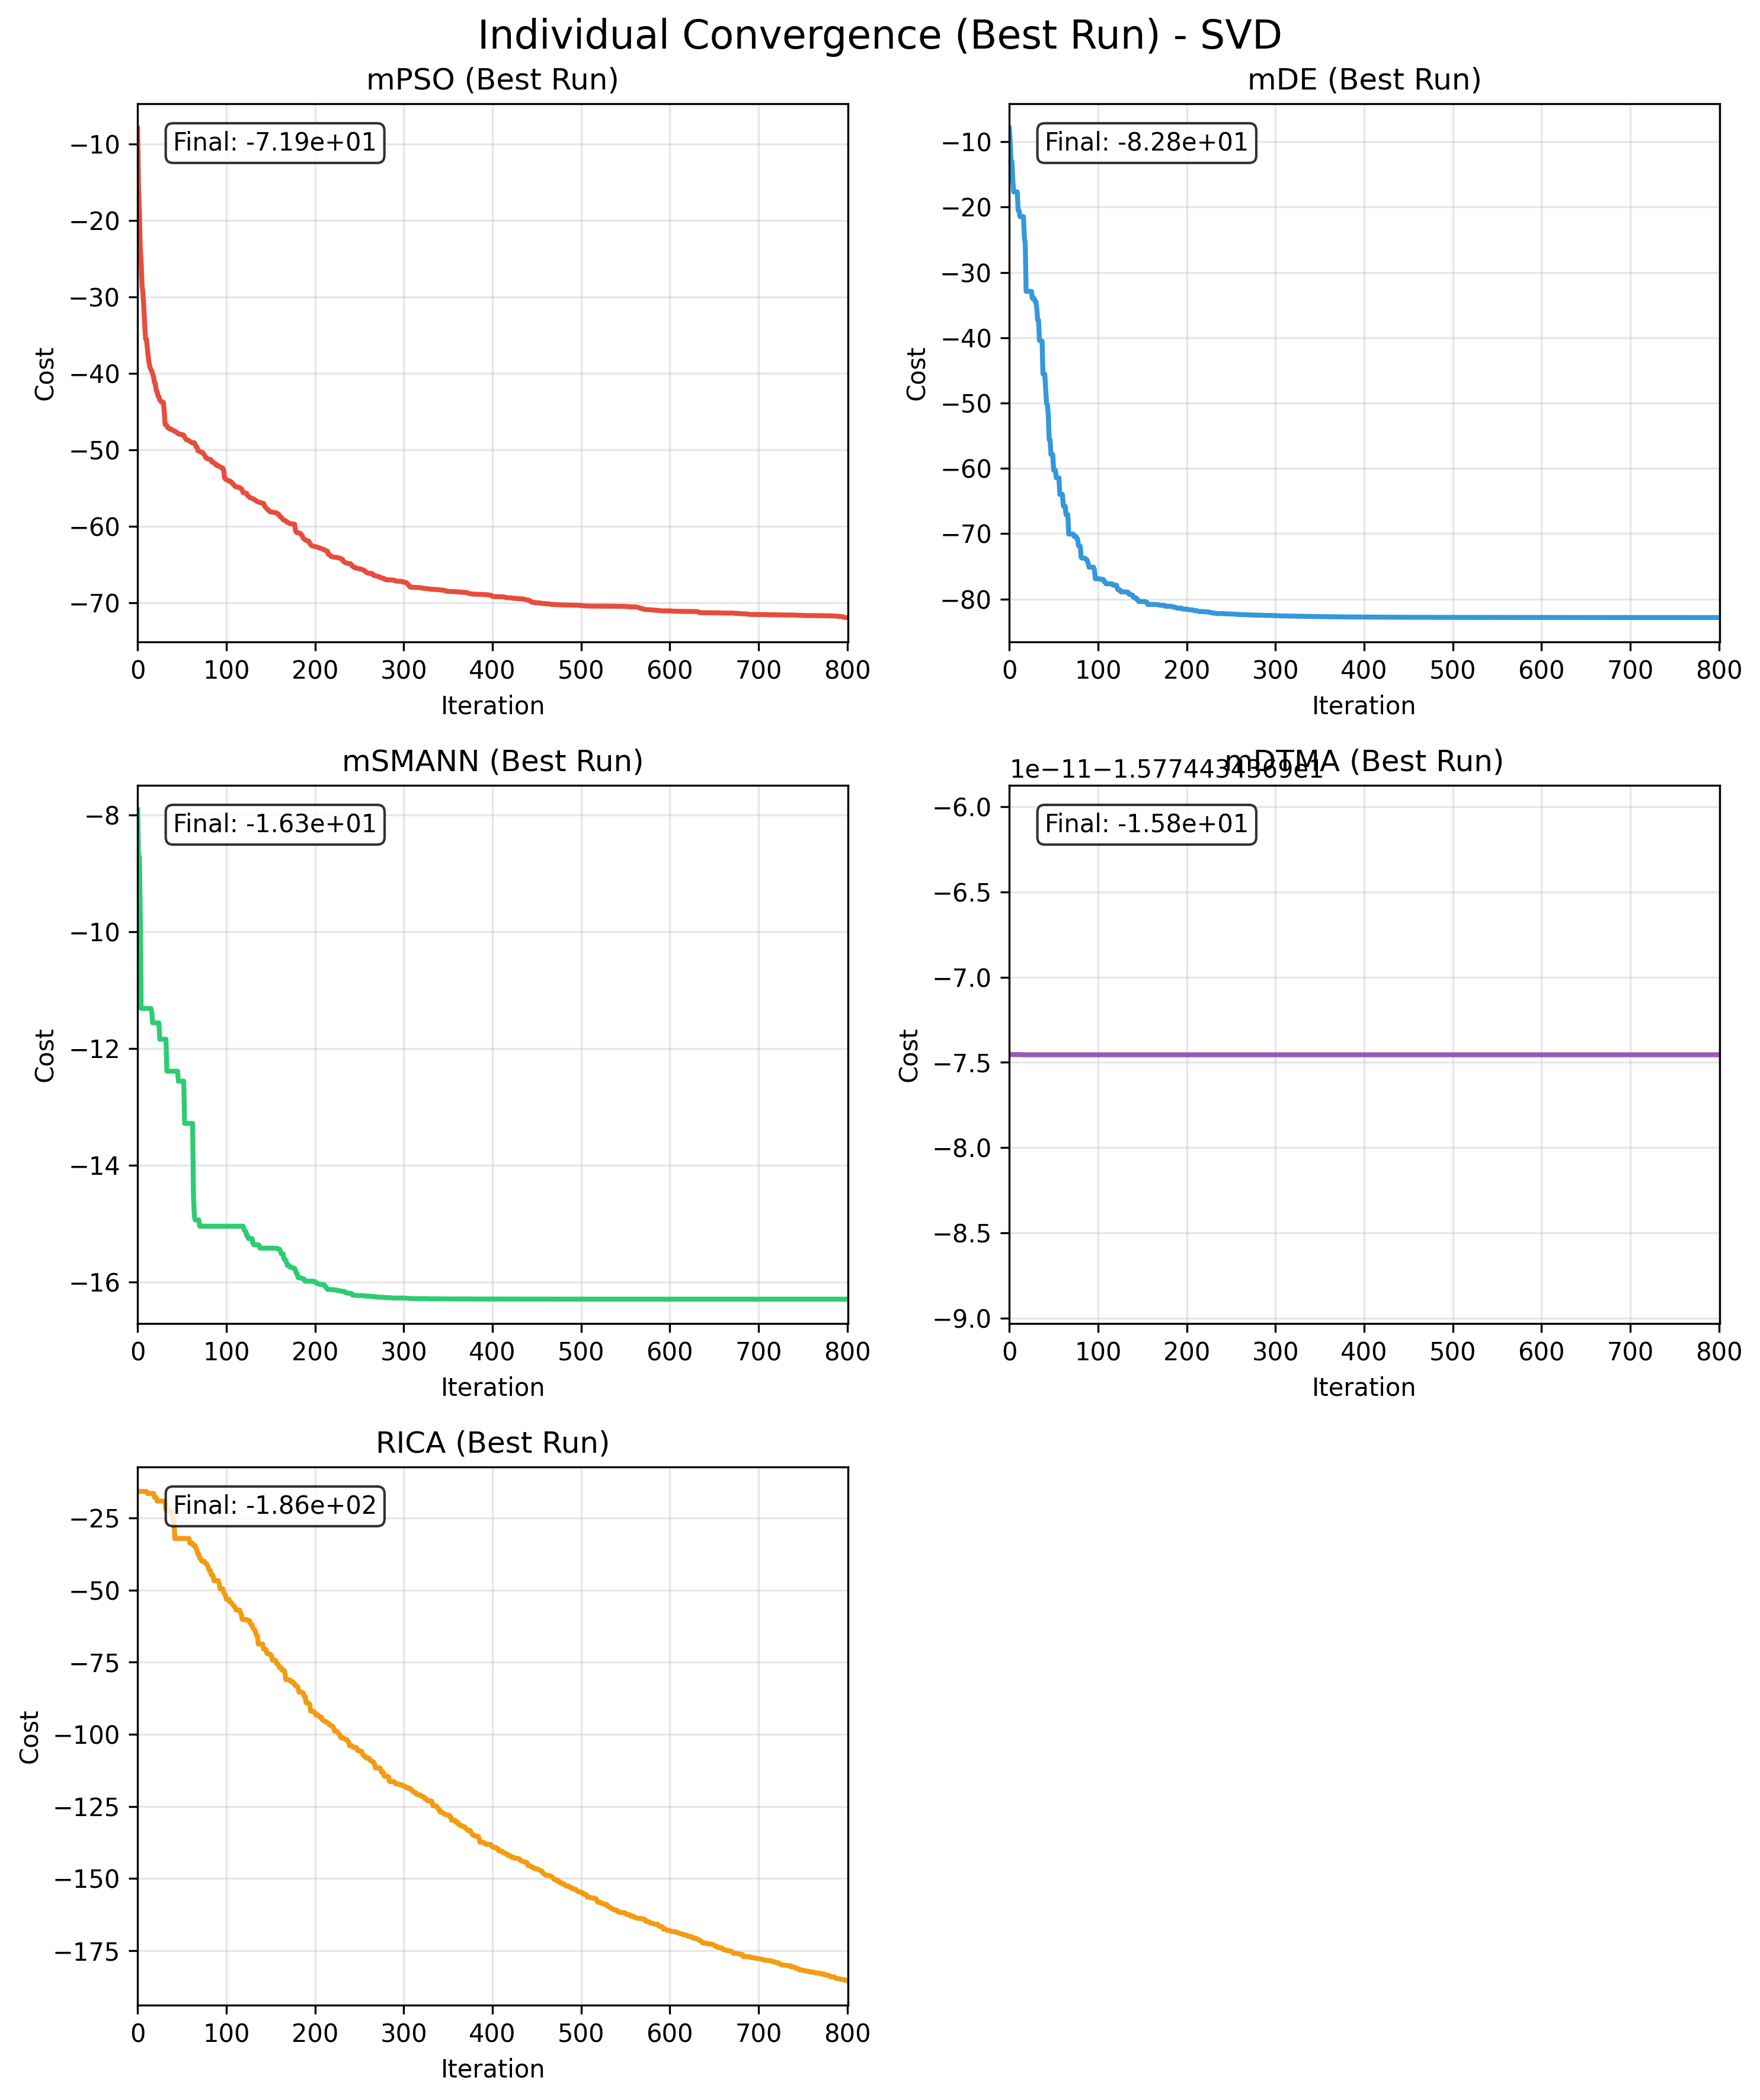 Individual Convergence (Best Run) - SVD
mPSO (Best Run)
Final: -7.19e+01
−10
−20
−30
−40
−50
−60
−70
Cost
0 100 200 300 400 500 600 700 800
Iteration
mDE (Best Run)
Final: -8.28e+01
−10
−20
−30
−40
−50
−60
−70
−80
Cost
0 100 200 300 400 500 600 700 800
Iteration
mSMANN (Best Run)
Final: -1.63e+01
−8
−10
−12
−14
−16
Cost
0 100 200 300 400 500 600 700 800
Iteration
mDTMA (Best Run)
1e−11−1.5774434369e1
Final: -1.58e+01
−6.0
−6.5
−7.0
−7.5
−8.0
−8.5
−9.0
Cost
0 100 200 300 400 500 600 700 800
Iteration
RICA (Best Run)
Final: -1.86e+02
−25
−50
−75
−100
−125
−150
−175
Cost
0 100 200 300 400 500 600 700 800
Iteration